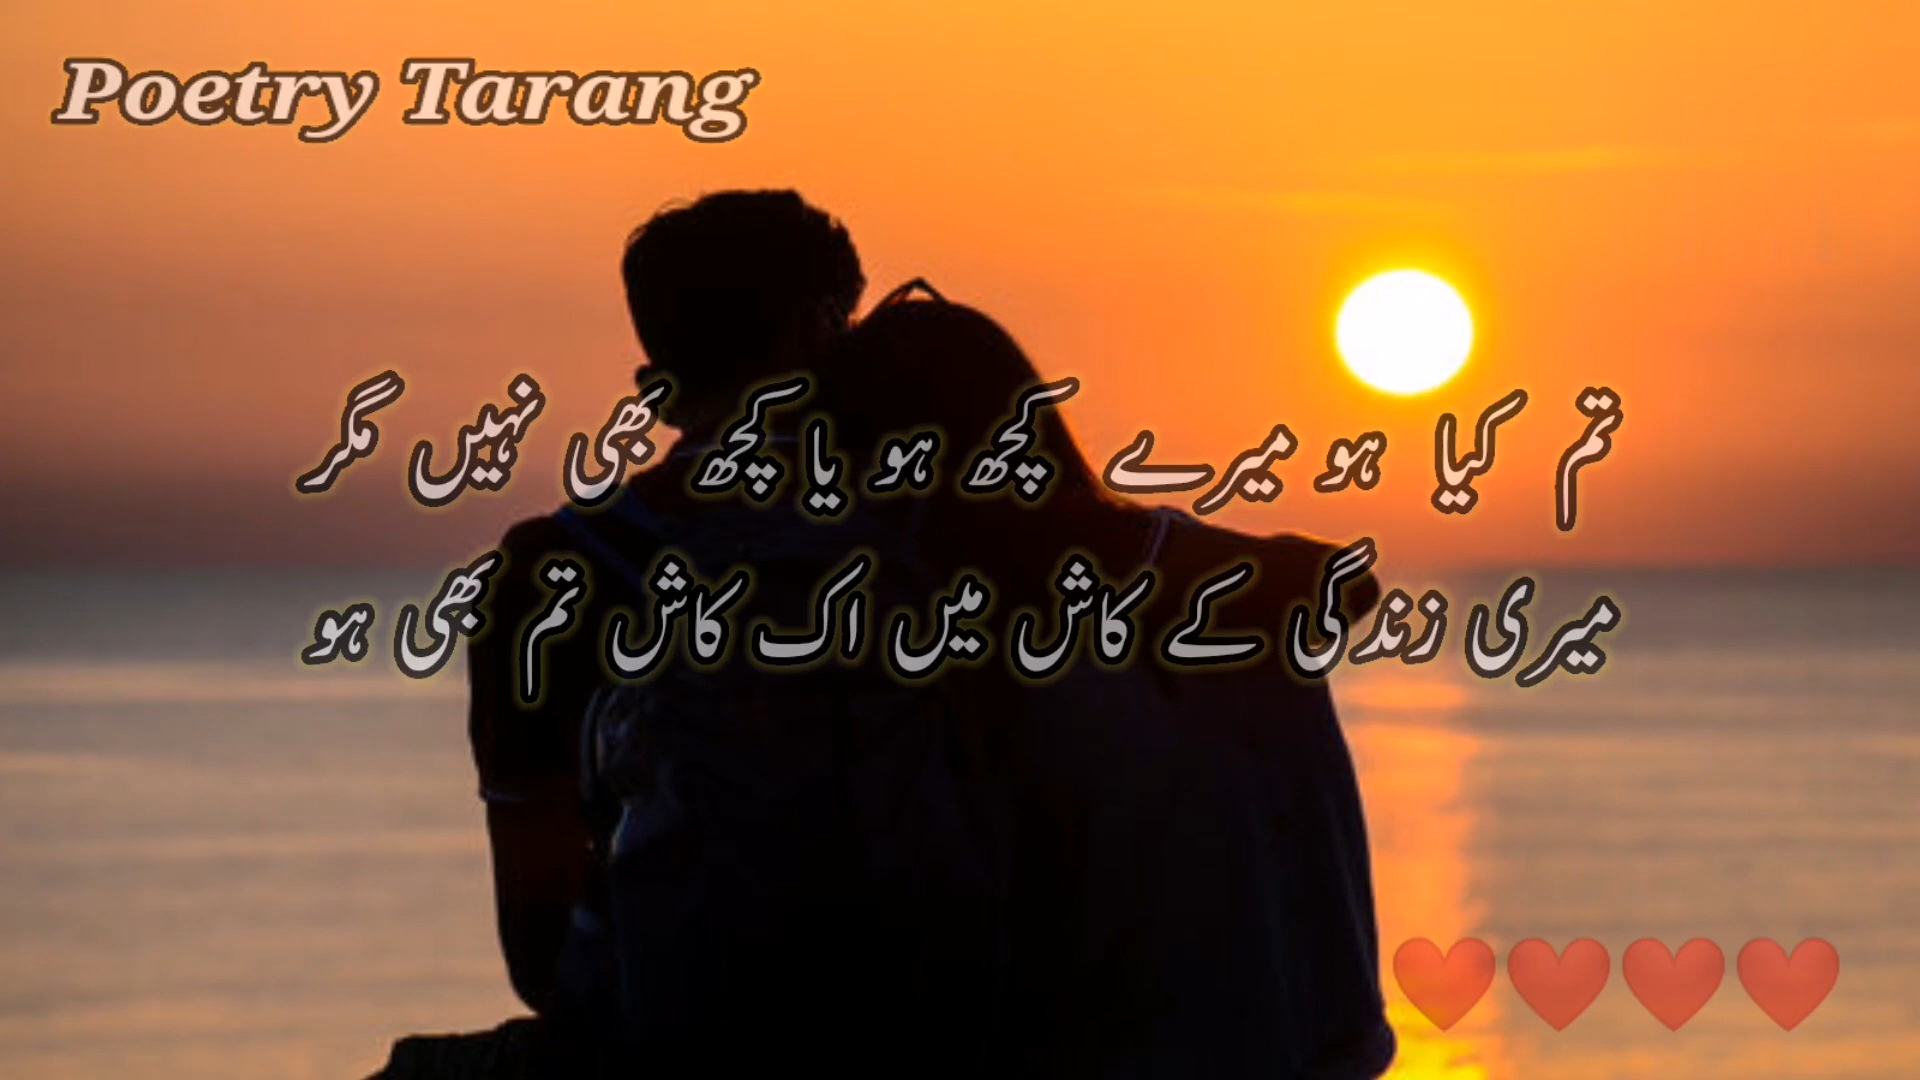 Poetry Tarang
تم کیا ہو میرے کچھ ہو یا کچھ بھی نہیں مگر
میری زندگی کے کاش میں اک کاش تم بھی ہو